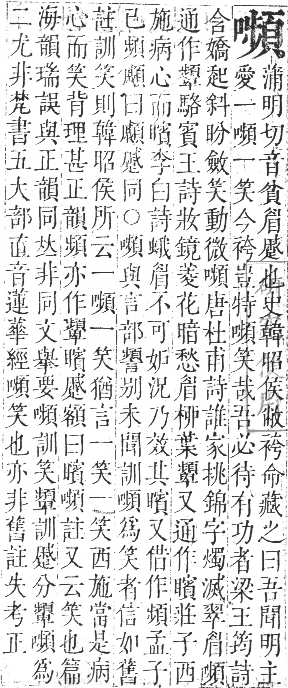 嚬
蒲明切音貧眉蹙也史韓昭侯敝袴命藏之曰吾聞明主
愛一嚬一笑今袴豈特嚬笑哉吾必待有功者梁王筠詩
含嬌起斜盼斂笑動微嚬唐杜甫詩誰家挑錦字燭滅翠眉嚬
通作顰駱賓王詩妝鏡菱花暗愁眉柳葉顰又通作矉莊子西
施病心而矉李白詩蛾眉不可妒況乃效其矉又借作頻孟子
已頻顣曰顣蹙同○嚬與言部別未聞訓嚬爲笑者信如舊
註訓笑則韓昭侯所云一嚬一笑猶言一笑一笑西施當是病
心而笑背理甚正韻頻亦作顰矉蹙額曰矉嚬註又云笑也篇
海韻瑞誤與正韻同𠀤非同文舉要嚬訓笑顰訓蹙分顰嚬爲
二尤非梵書五大部直音蓮華經嚬笑也亦非舊註失考正